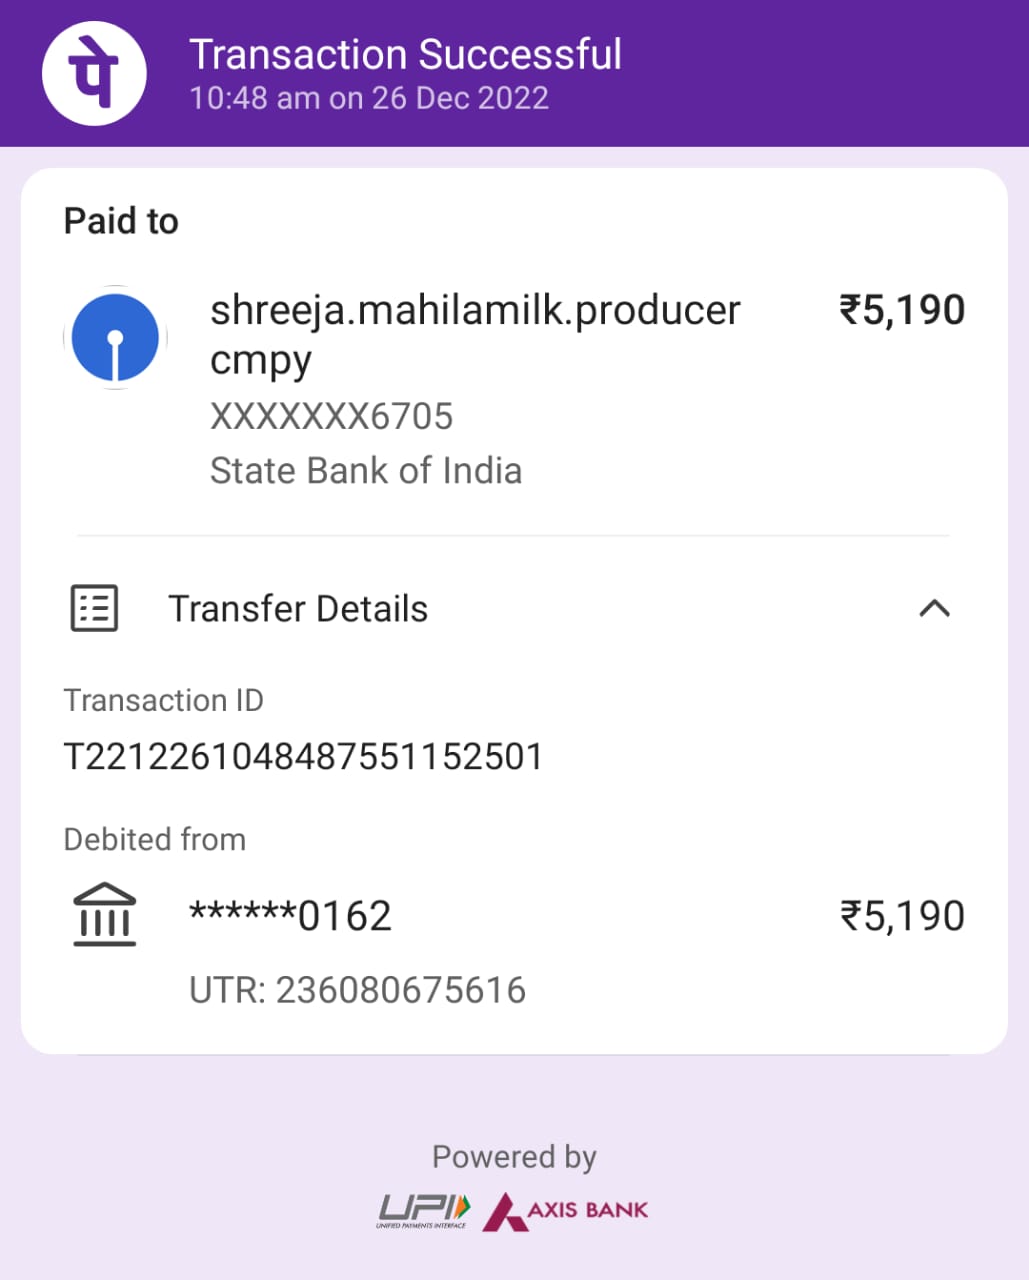 पे
Transaction Successful
10:48 am on 26 Dec 2022
Paid to
shreeja.mahilamilk.producer ₹5,190
cmpy
XXXXXXX6705
State Bank of India
Transfer Details
Transaction ID
T2212261048487551152501
Debited from
******0162 ₹5,190
UTR: 236080675616
Powered by
UPI AXIS BANK
UNIFIED PAYMENTS INTERFACE